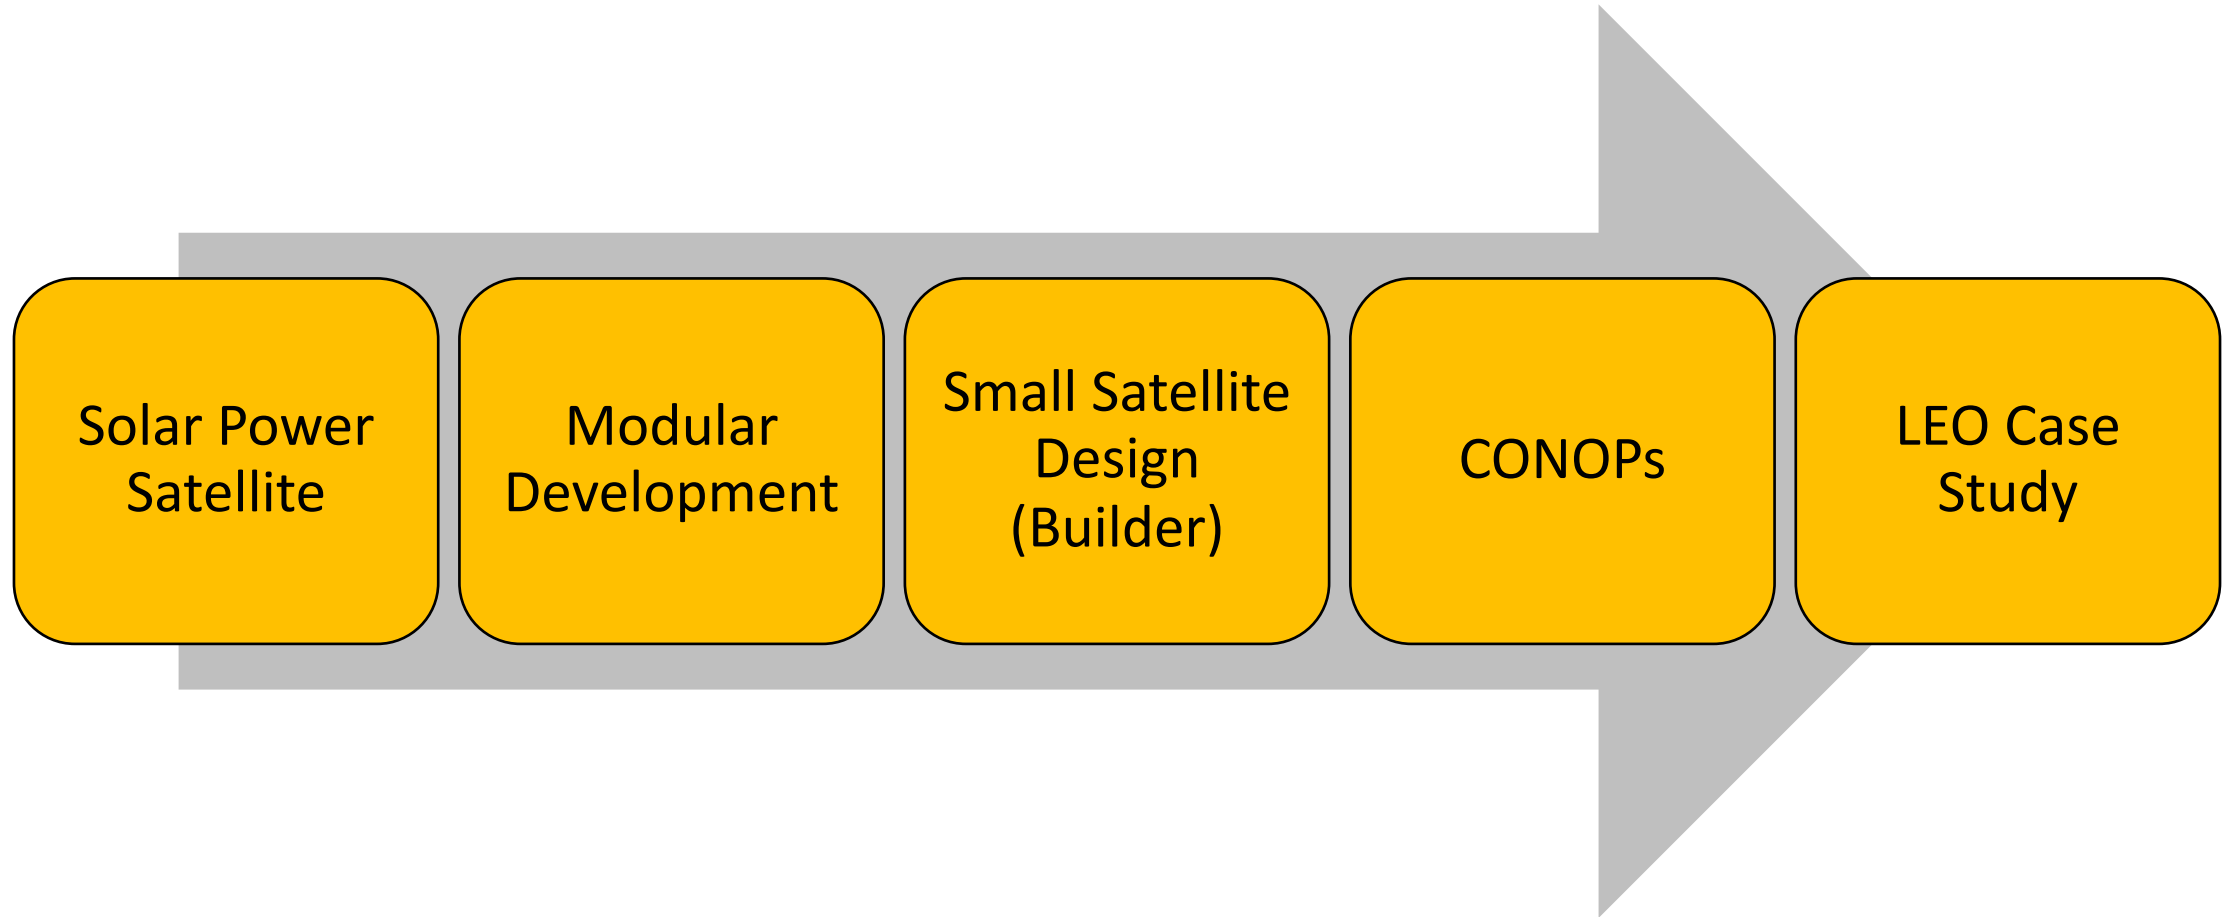 Solar Power
Satellite
Modular
Development
Small Satellite
Design
(Builder)
CONOPs
LEO Case
Study